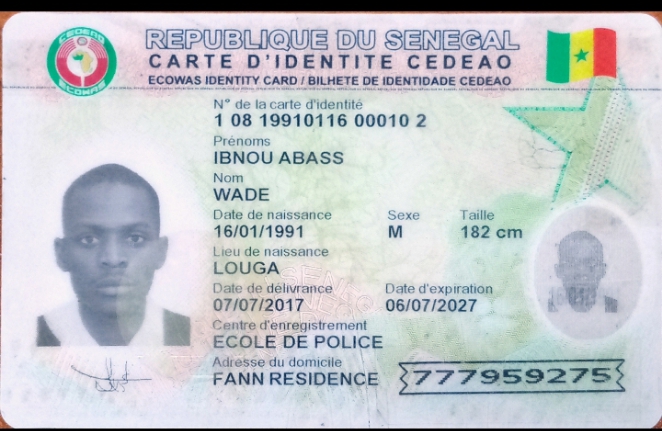 CEDEAO
ECOWAS
REPUBLIQUE DU SENEGAL
CARTE D'IDENTITE CEDEAO
ECOWAS IDENTITY CARD / BILHETE DE IDENTIDADE CEDEAO
N° de la carte d'identité
1 08 19910116 00010 2
Prénoms
IBNOU ABASS
Nom
WADE
Date de naissance Sexe Taille
16/01/1991 M 182 cm
Lieu de naissance
LOUGA
Date de délivrance Date d'expiration
07/07/2017 06/07/2027
Centre d'enregistrement
ECOLE DE POLICE
Adresse du domicile
FANN RESIDENCE 777959275